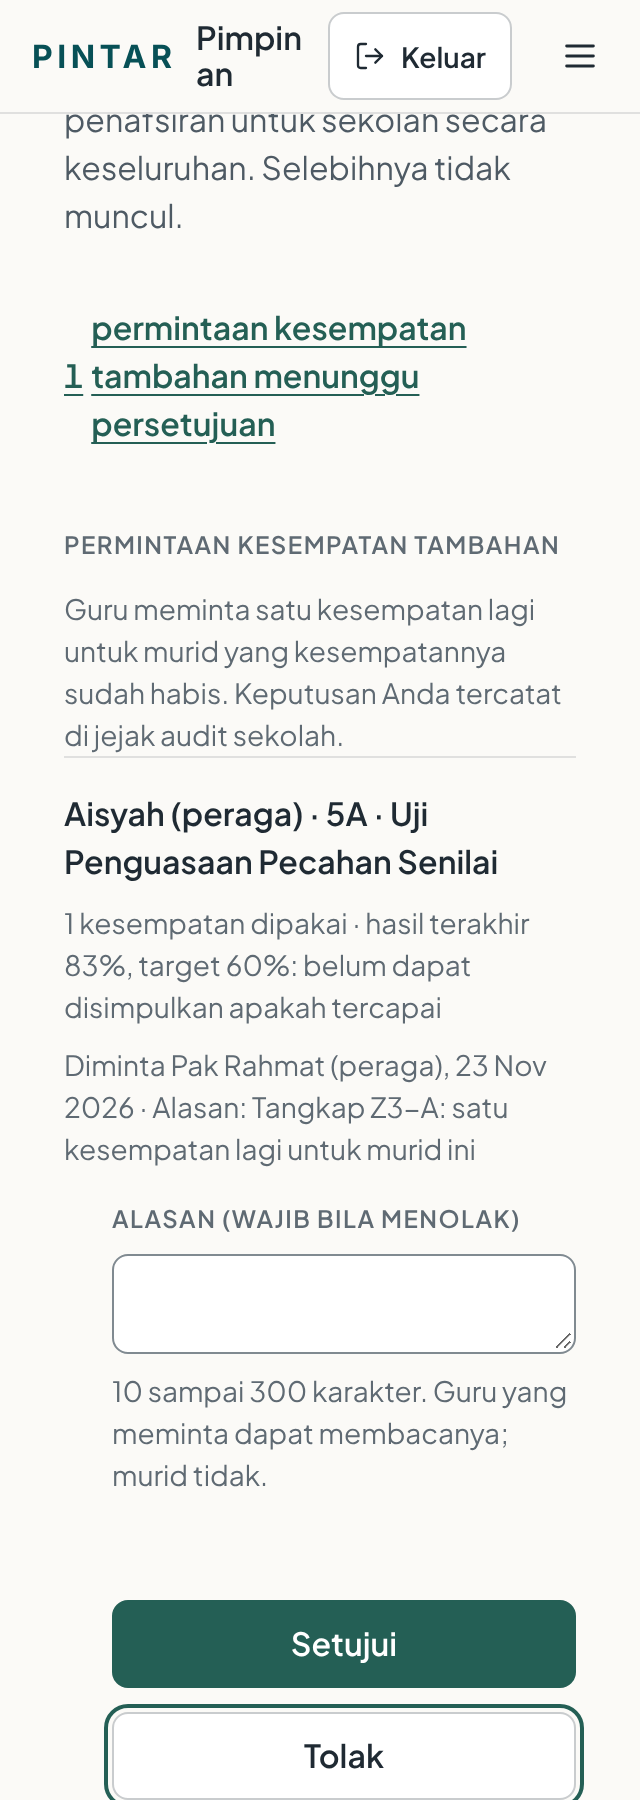 PINTAR
Pimpin
an
Keluar
penafsiran untuk sekolah secara
keseluruhan. Selebihnya tidak
muncul.
permintaan kesempatan
1 tambahan menunggu
persetujuan
PERMINTAAN KESEMPATAN TAMBAHAN
Guru meminta satu kesempatan lagi
untuk murid yang kesempatannya
sudah habis. Keputusan Anda tercatat
di jejak audit sekolah.
Aisyah (peraga) · 5A · Uji
Penguasaan Pecahan Senilai
1 kesempatan dipakai · hasil terakhir
83%, target 60%: belum dapat
disimpulkan apakah tercapai
Diminta Pak Rahmat (peraga), 23 Nov
2026 · Alasan: Tangkap Z3–A: satu
kesempatan lagi untuk murid ini
ALASAN (WAJIB BILA MENOLAK)
10 sampai 300 karakter. Guru yang
meminta dapat membacanya;
murid tidak.
Setujui
Tolak